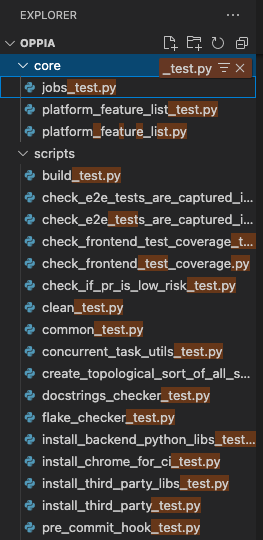 EXPLORER
OPPIA
core
_test.py
jobs_test.py
platform_feature_list_test.py
platform_feature_list.py
scripts
build_test.py
check_e2e_tests_are_captured_i...
check_e2e_tests_are_captured_i...
check_frontend_test_coverage_t...
check_frontend_test_coverage.py
check_if_pr_is_low_risk_test.py
clean_test.py
common_test.py
concurrent_task_utils_test.py
create_topological_sort_of_all_s...
docstrings_checker_test.py
flake_checker_test.py
install_backend_python_libs_test....
install_chrome_for_ci_test.py
install_third_party_libs_test.py
install_third_party_test.py
pre_commit_hook_test.py